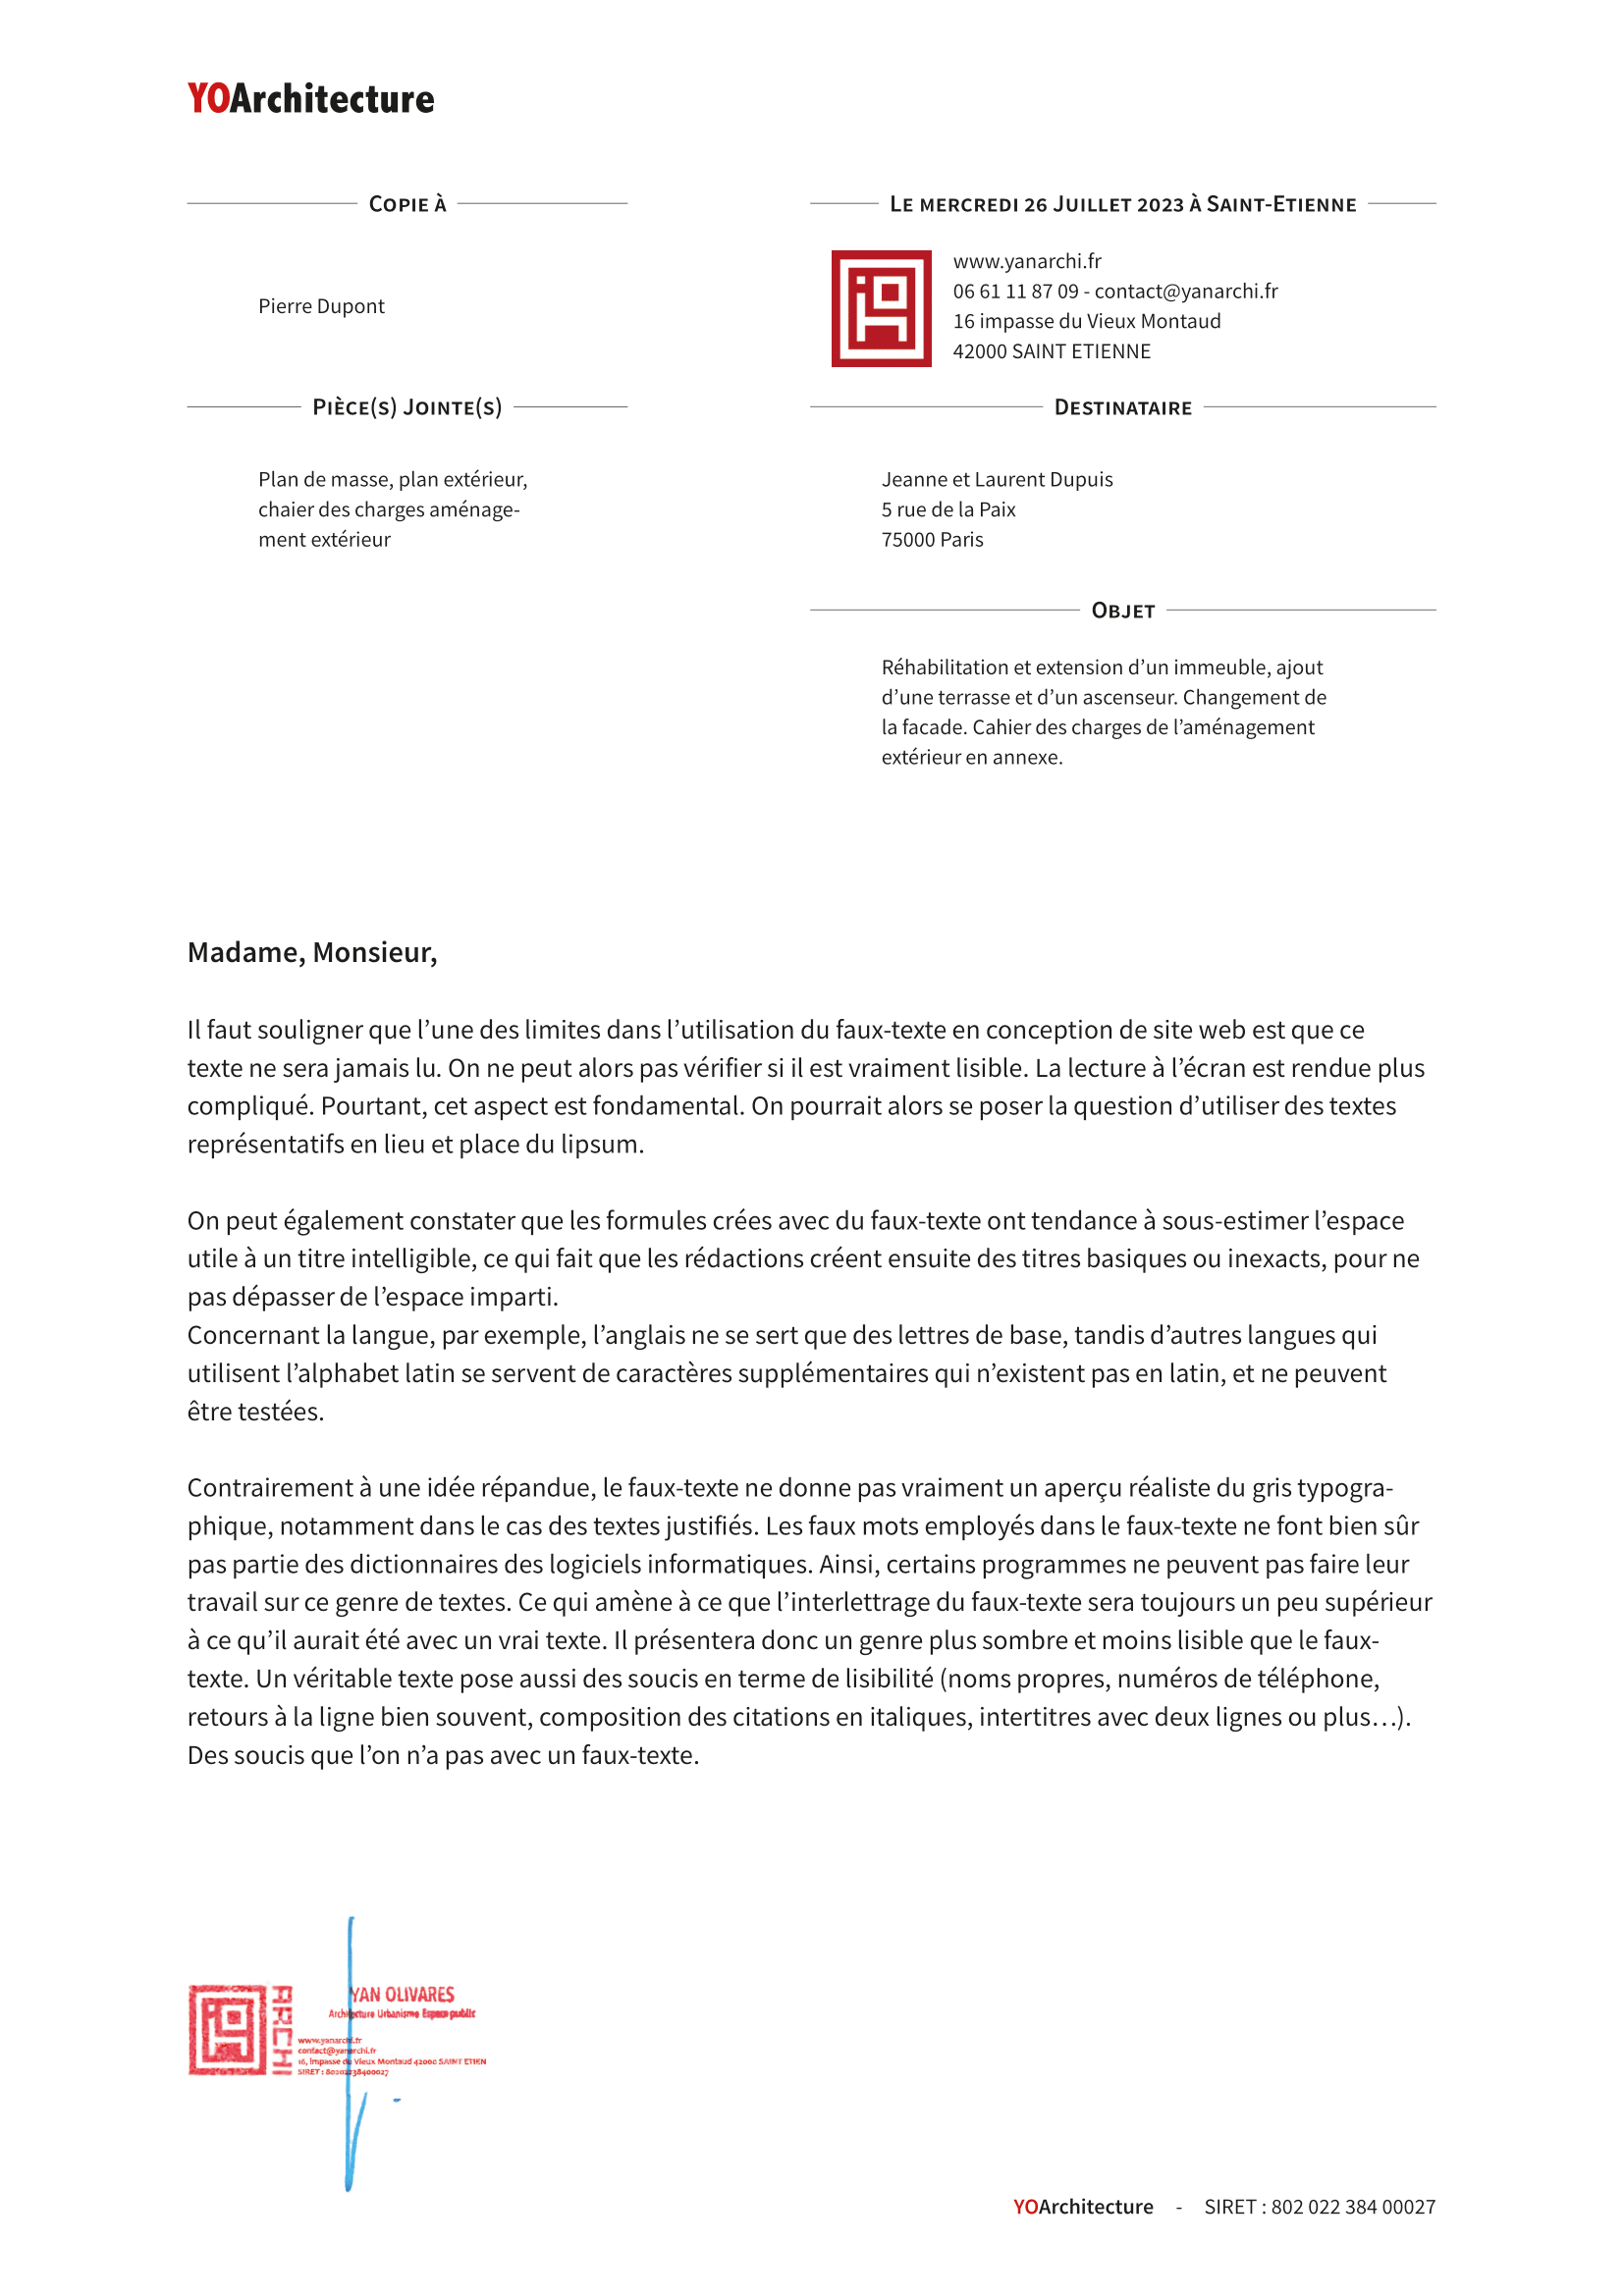 YOArchitecture
Copie à
Pierre Dupont
Pièce(s) Jointe(s)
Plan de masse, plan extérieur,
chaier des charges aménage-
ment extérieur
Le mercredi 26 Juillet 2023 à Saint-Etienne
www.yanarchi.fr
06 61 11 87 09 - contact@yanarchi.fr
16 impasse du Vieux Montaud
42000 SAINT ETIENNE
Destinataire
Jeanne et Laurent Dupuis
5 rue de la Paix
75000 Paris
Objet
Réhabilitation et extension d’un immeuble, ajout
d’une terrasse et d’un ascenseur. Changement de
la facade. Cahier des charges de l’aménagement
extérieur en annexe.
Madame, Monsieur,
Il faut souligner que l’une des limites dans l’utilisation du faux-texte en conception de site web est que ce
texte ne sera jamais lu. On ne peut alors pas vérifier si il est vraiment lisible. La lecture à l’écran est rendue plus
compliqué. Pourtant, cet aspect est fondamental. On pourrait alors se poser la question d’utiliser des textes
représentatifs en lieu et place du lipsum.
On peut également constater que les formules crées avec du faux-texte ont tendance à sous-estimer l’espace
utile à un titre intelligible, ce qui fait que les rédactions créent ensuite des titres basiques ou inexacts, pour ne
pas dépasser de l’espace imparti.
Concernant la langue, par exemple, l’anglais ne se sert que des lettres de base, tandis d’autres langues qui
utilisent l’alphabet latin se servent de caractères supplémentaires qui n’existent pas en latin, et ne peuvent
être testées.
Contrairement à une idée répandue, le faux-texte ne donne pas vraiment un aperçu réaliste du gris typogra-
phique, notamment dans le cas des textes justifiés. Les faux mots employés dans le faux-texte ne font bien sûr
pas partie des dictionnaires des logiciels informatiques. Ainsi, certains programmes ne peuvent pas faire leur
travail sur ce genre de textes. Ce qui amène à ce que l’interlettrage du faux-texte sera toujours un peu supérieur
à ce qu’il aurait été avec un vrai texte. Il présentera donc un genre plus sombre et moins lisible que le faux-
texte. Un véritable texte pose aussi des soucis en terme de lisibilité (noms propres, numéros de téléphone,
retours à la ligne bien souvent, composition des citations en italiques, intertitres avec deux lignes ou plus…).
Des soucis que l’on n’a pas avec un faux-texte.
ARCHI
YAN OLIVARES
Architecture Urbanisme Espace public
www.yanarchi.fr
contact@yanarchi.fr
16, impasse du Vieux Montaud 42000 SAINT ETIEN
SIRET : 80202238400027
YOArchitecture - SIRET : 802 022 384 00027